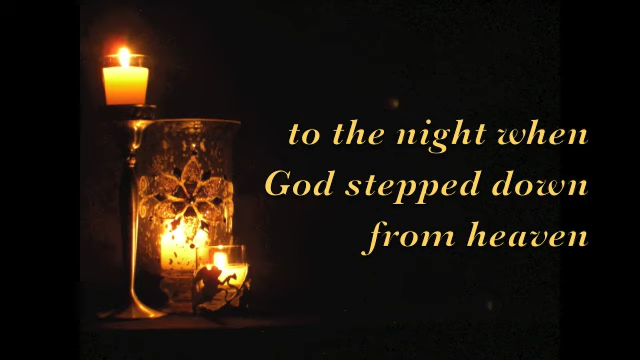 to the night when
God stepped down
from heaven